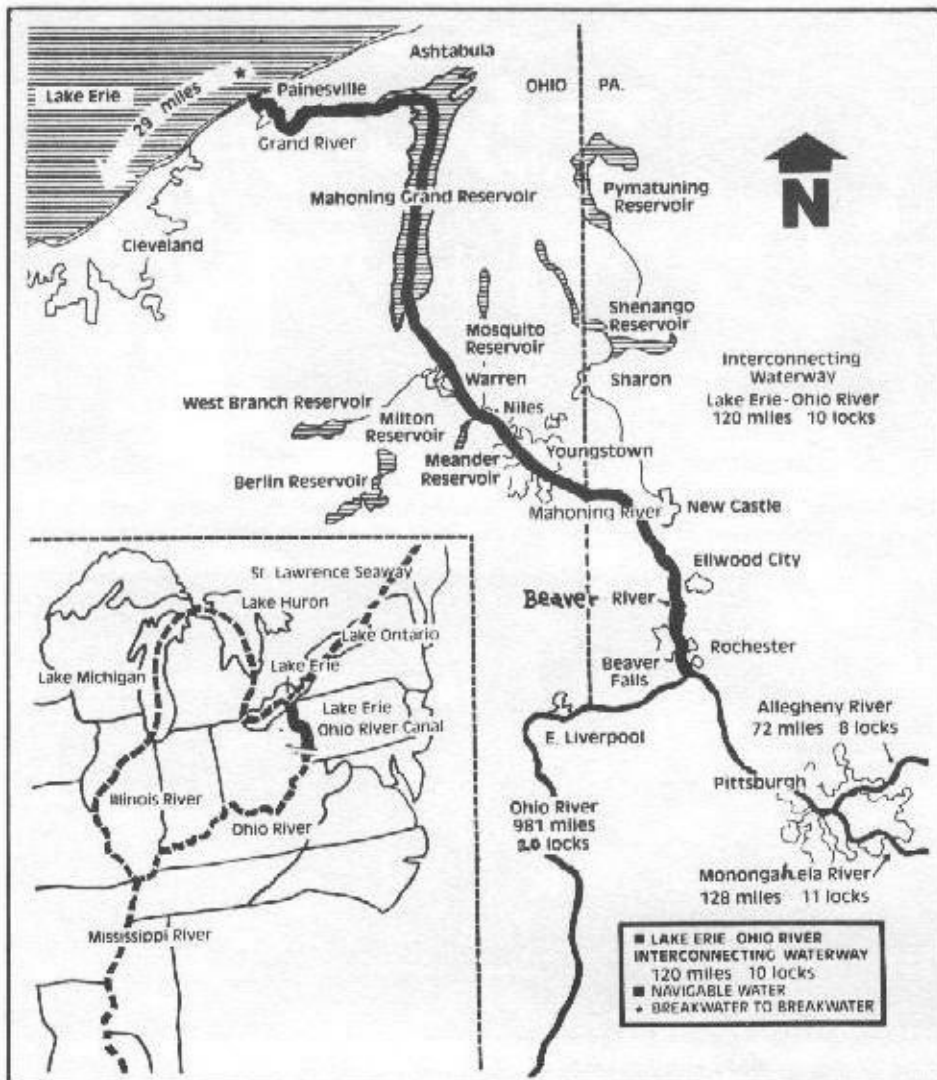 Ashtabula
OHIO
PA.
Lake Erie
29 miles
Painesville
Grand River
Mahoning Grand Reservoir
Pymatuning
Reservoir
N
Cleveland
Mosquito
Reservoir
Shenango
Reservoir
Warren
Sharon
Interconnecting
Waterway
Lake Erie-Ohio River
120 miles 10 locks
West Branch Reservoir
Milton
Reservoir
Niles
Youngstown
Berlin Reservoir
Meander
Reservoir
Mahoning River
New Castle
Ellwood City
Beaver River
Rochester
Beaver
Falls
E. Liverpool
Allegheny River
72 miles 8 locks
Pittsburgh
Ohio River
981 miles
20 locks
Monongahela River
128 miles 11 locks
St. Lawrence Seaway
Lake Huron
Lake Ontario
Lake Michigan
Lake Erie
Lake Erie
Ohio River Canal
Illinois River
Ohio River
Mississippi River
LAKE ERIE OHIO RIVER
INTERCONNECTING WATERWAY
120 miles 10 locks
NAVIGABLE WATER
BREAKWATER TO BREAKWATER